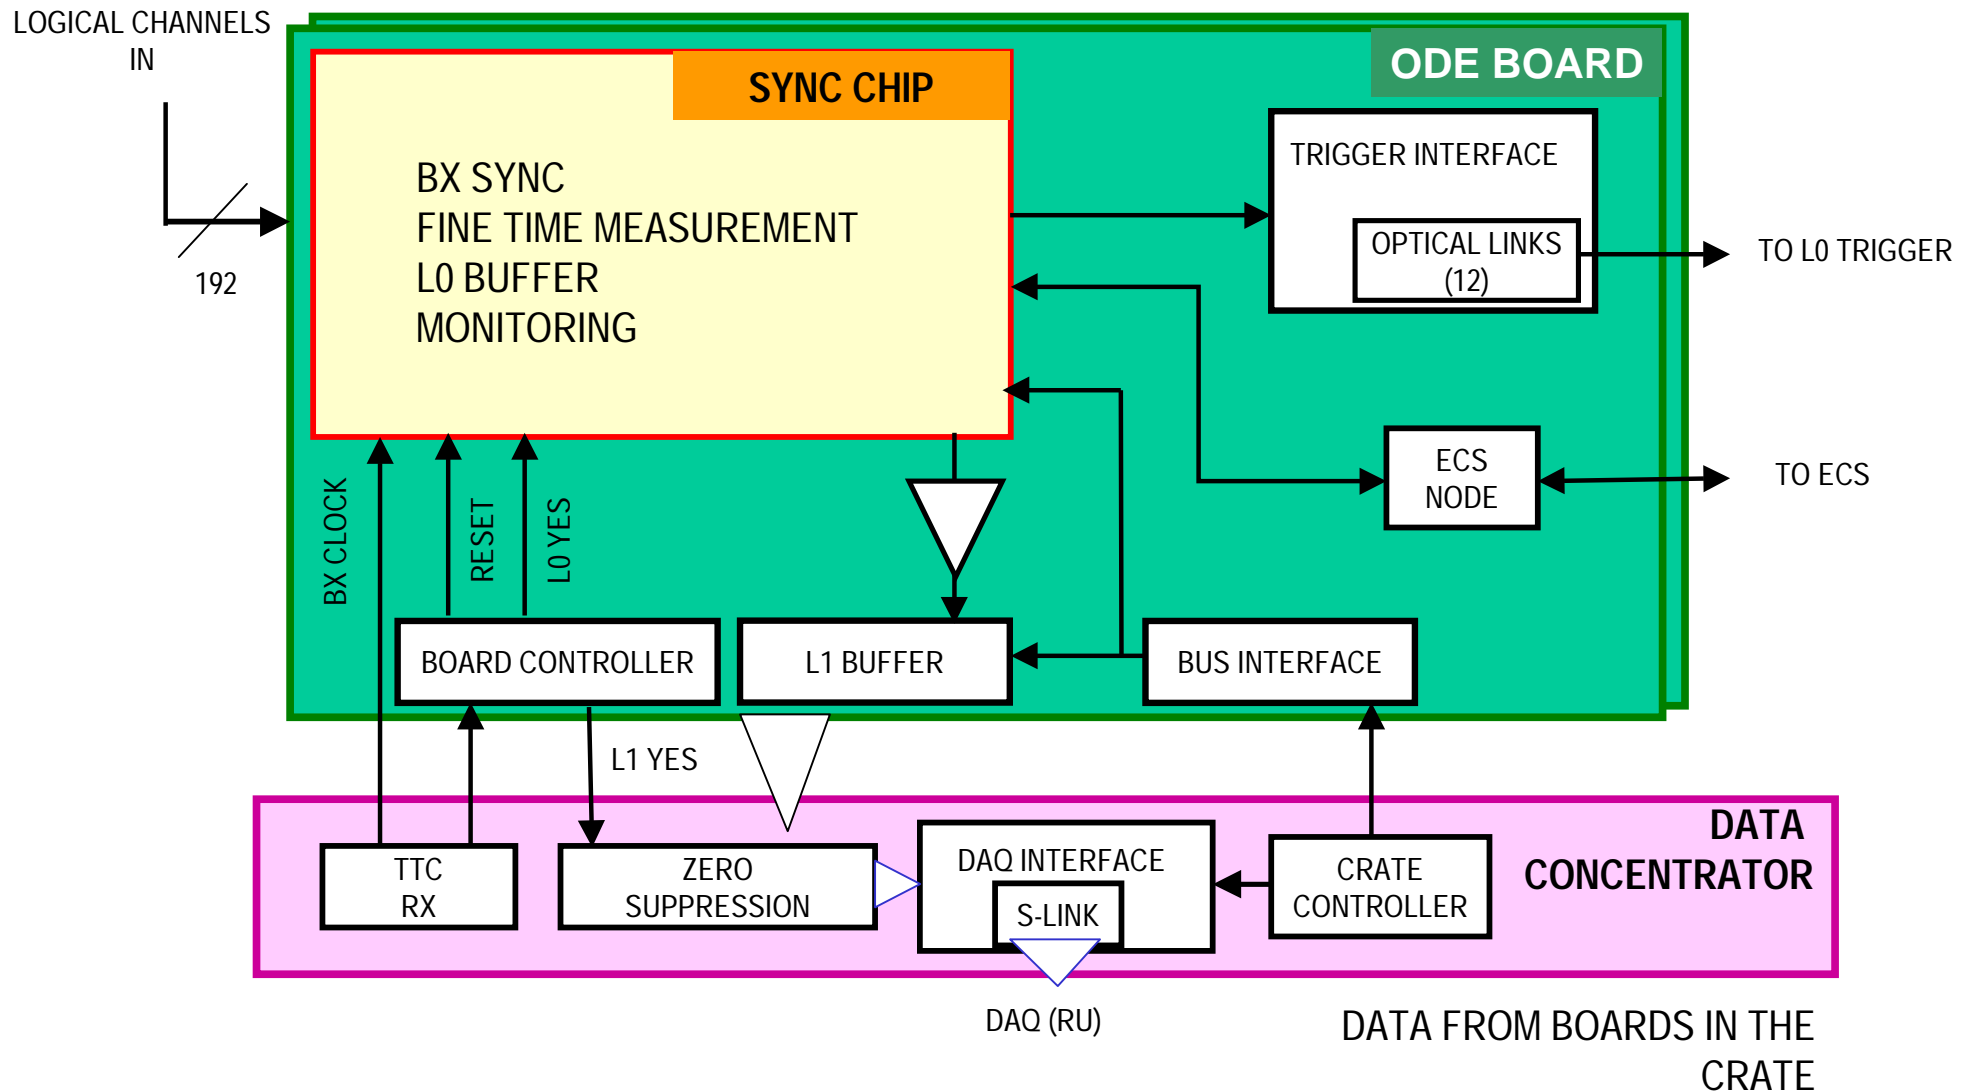 LOGICAL CHANNELS
IN
192
ODE BOARD
SYNC CHIP
BX SYNC
FINE TIME MEASUREMENT
L0 BUFFER
MONITORING
TRIGGER INTERFACE
OPTICAL LINKS
(12)
TO L0 TRIGGER
ECS
NODE
TO ECS
BX CLOCK
RESET
L0 YES
BOARD CONTROLLER
L1 BUFFER
BUS INTERFACE
L1 YES
DATA
CONCENTRATOR
TTC
RX
ZERO
SUPPRESSION
DAQ INTERFACE
S-LINK
CRATE
CONTROLLER
DAQ (RU)
DATA FROM BOARDS IN THE
CRATE